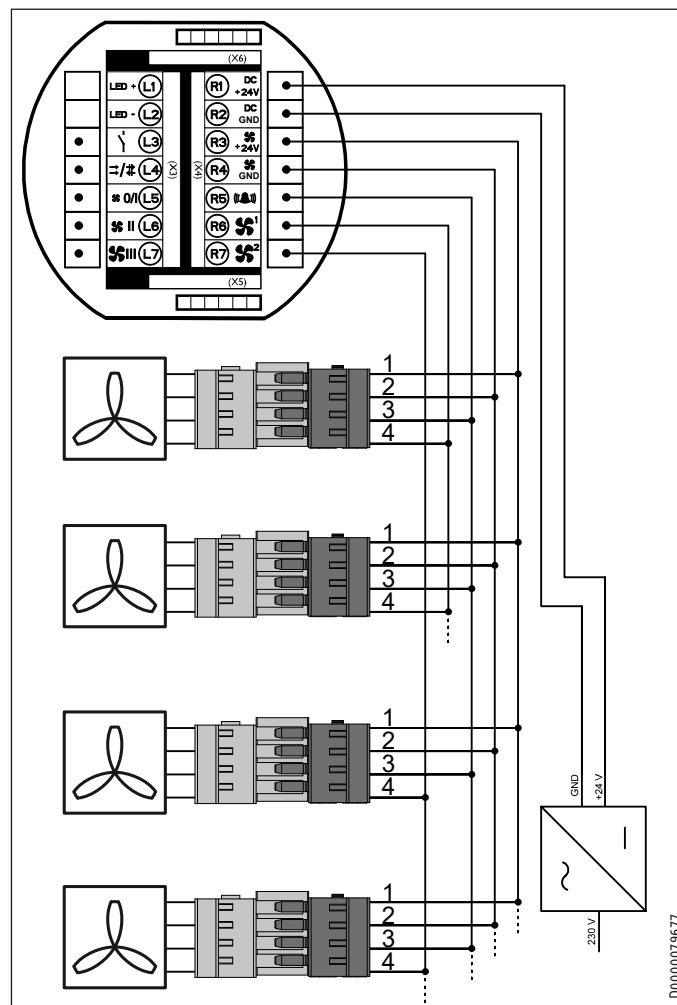 (X6)
LED + L1
R1 DC +24V
LED - L2
R2 DC GND
L3
R3 +24V
L4
R4 GND
0/I L5
R5
II L6
R6 1
III L7
R7 2
(X3)
(X4)
(X5)
1
2
3
4
1
2
3
4
1
2
3
4
1
2
3
4
GND
+24 V
230 V
D0000079677